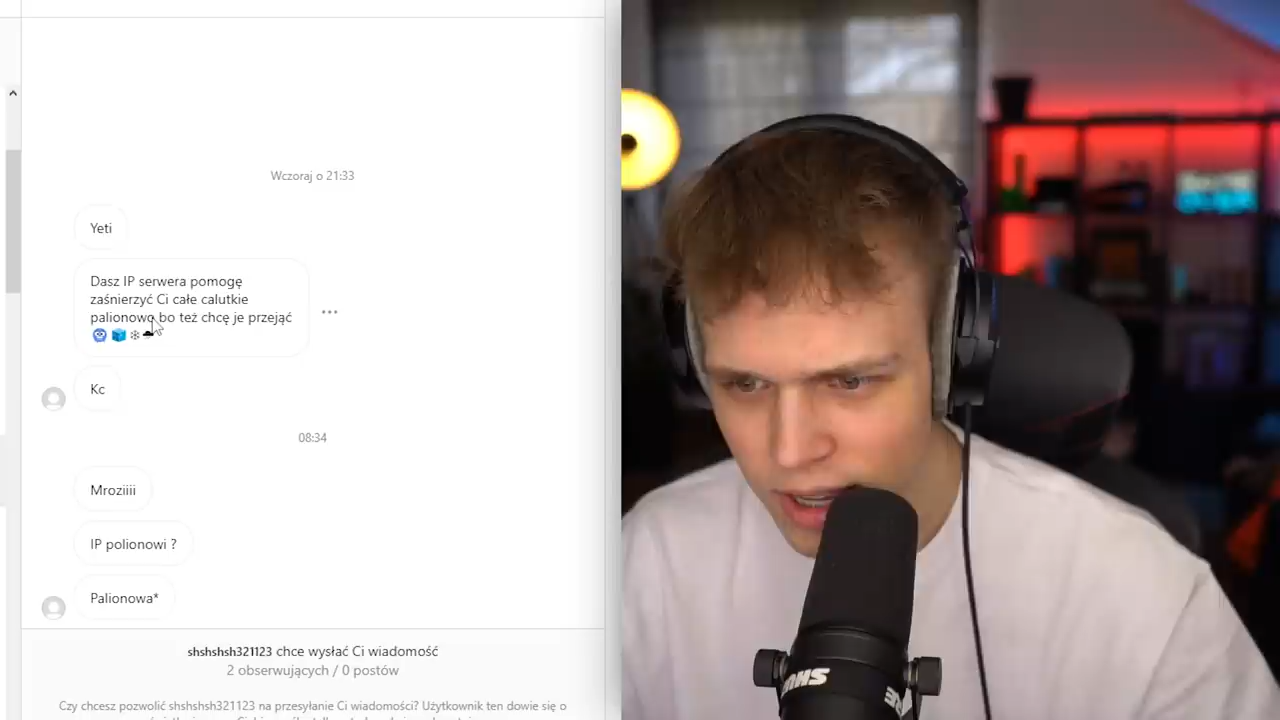 Wczoraj o 21:33
Yeti
Dasz IP serwera pomogę
zaśnierzyć Ci całe calutkie
palionowo bo też chcę je przejąć
Kc
08:34
Mroziiii
IP polionowi ?
Palionowa*
shshshsh321123 chce wysłać Ci wiadomość
2 obserwujących / 0 postów
Czy chcesz pozwolić shshshsh321123 na przesyłanie Ci wiadomości? Użytkownik ten dowie się o
SHU
RE